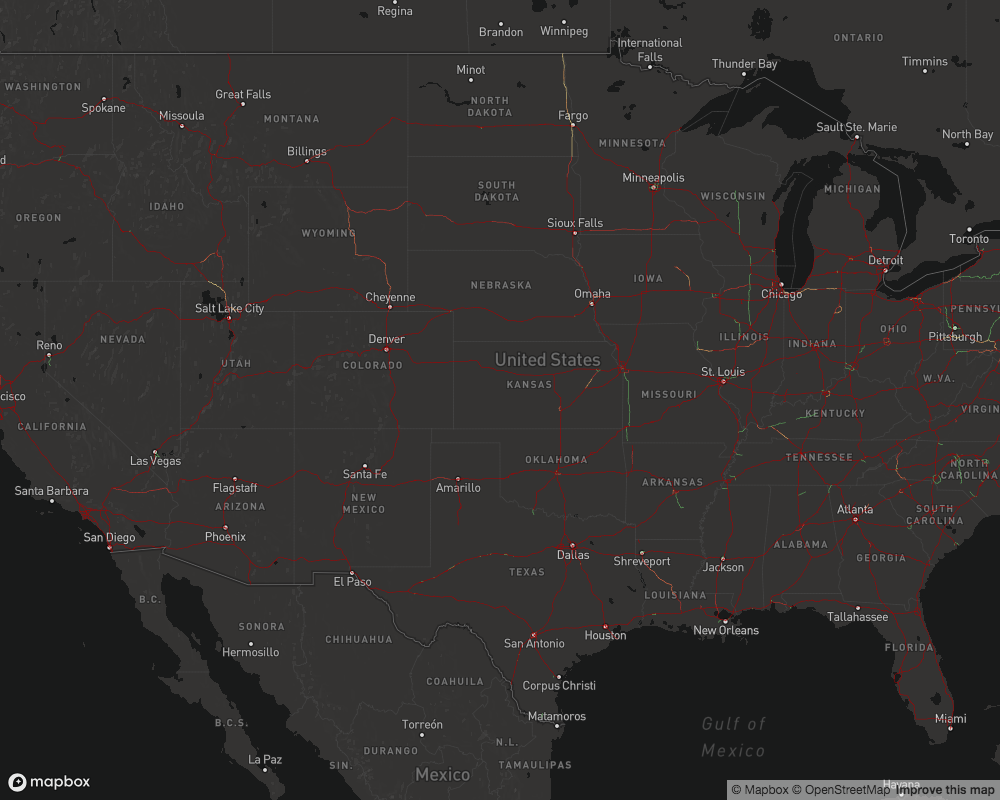 Regina
Brandon
Winnipeg
International
Falls
ONTARIO
Thunder Bay
Timmins
WASHINGTON
Spokane
Great Falls
Missoula
MONTANA
Minot
NORTH
DAKOTA
Fargo
MINNESOTA
Sault Ste. Marie
North Bay
d
Billings
Minneapolis
SOUTH
DAKOTA
WISCONSIN
MICHIGAN
OREGON
IDAHO
WYOMING
Sioux Falls
Toronto
Detroit
IOWA
NEBRASKA
Cheyenne
Omaha
Chicago
Salt Lake City
PENNSYL
OHIO
Pittsburgh
NEVADA
Reno
UTAH
Denver
COLORADO
United States
KANSAS
ILLINOIS
INDIANA
St. Louis
MISSOURI
W.VA.
cisco
VIRGIN
KENTUCKY
CALIFORNIA
Las Vegas
Santa Fe
OKLAHOMA
TENNESSEE
NORTH
CAROLINA
Santa Barbara
Flagstaff
ARIZONA
NEW
MEXICO
Amarillo
ARKANSAS
Atlanta
SOUTH
CAROLINA
San Diego
Phoenix
Dallas
Shreveport
Jackson
ALABAMA
GEORGIA
El Paso
TEXAS
LOUISIANA
B.C.
SONORA
Hermosillo
CHIHUAHUA
San Antonio
Houston
New Orleans
Tallahassee
FLORIDA
COAHUILA
Corpus Christi
Matamoros
Miami
B.C.S.
Torreón
DURANGO
N.L.
Gulf of
Mexico
La Paz
SIN.
Mexico
TAMAULIPAS
Havana
mapbox
© Mapbox © OpenStreetMap Improve this map